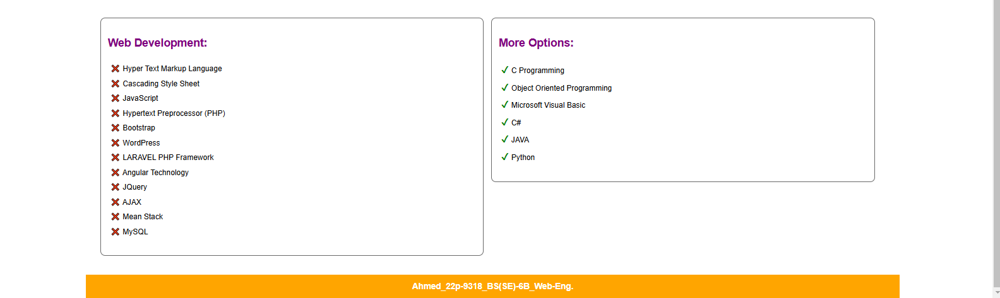 Web Development:
Hyper Text Markup Language
Cascading Style Sheet
JavaScript
Hypertext Preprocessor (PHP)
Bootstrap
WordPress
LARAVEL PHP Framework
Angular Technology
JQuery
AJAX
Mean Stack
MySQL
More Options:
C Programming
Object Oriented Programming
Microsoft Visual Basic
C#
JAVA
Python
Ahmed_22p-9318_BS(SE)-6B_Web-Eng.